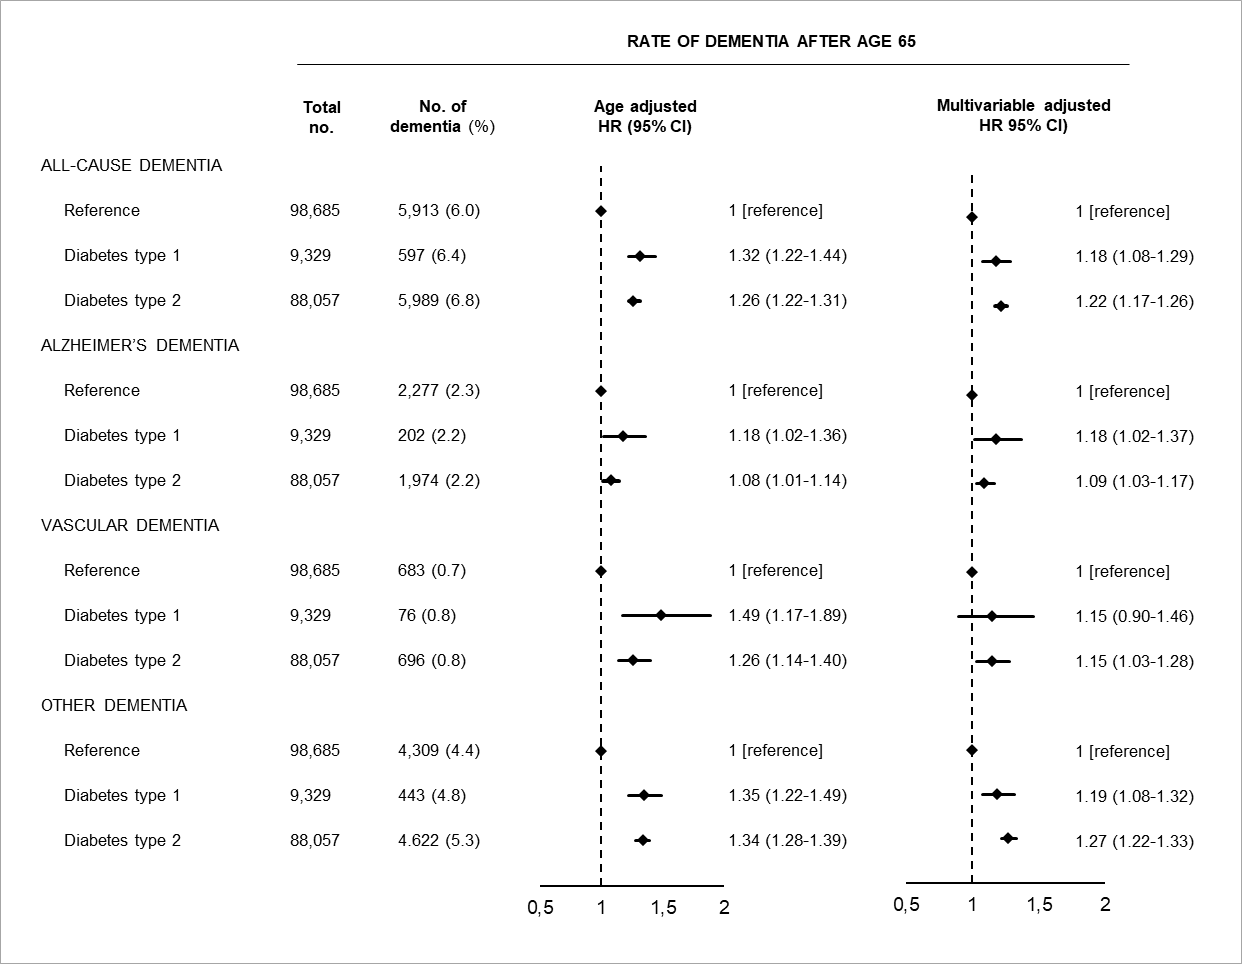 RATE OF DEMENTIA AFTER AGE 65
Total no. No. of dementia (%) Age adjusted HR (95% CI) Multivariable adjusted HR 95% CI)
ALL-CAUSE DEMENTIA
Reference 98,685 5,913 (6.0) 1 [reference] 1 [reference]
Diabetes type 1 9,329 597 (6.4) 1.32 (1.22-1.44) 1.18 (1.08-1.29)
Diabetes type 2 88,057 5,989 (6.8) 1.26 (1.22-1.31) 1.22 (1.17-1.26)
ALZHEIMER'S DEMENTIA
Reference 98,685 2,277 (2.3) 1 [reference] 1 [reference]
Diabetes type 1 9,329 202 (2.2) 1.18 (1.02-1.36) 1.18 (1.02-1.37)
Diabetes type 2 88,057 1,974 (2.2) 1.08 (1.01-1.14) 1.09 (1.03-1.17)
VASCULAR DEMENTIA
Reference 98,685 683 (0.7) 1 [reference] 1 [reference]
Diabetes type 1 9,329 76 (0.8) 1.49 (1.17-1.89) 1.15 (0.90-1.46)
Diabetes type 2 88,057 696 (0.8) 1.26 (1.14-1.40) 1.15 (1.03-1.28)
OTHER DEMENTIA
Reference 98,685 4,309 (4.4) 1 [reference] 1 [reference]
Diabetes type 1 9,329 443 (4.8) 1.35 (1.22-1.49) 1.19 (1.08-1.32)
Diabetes type 2 88,057 4.622 (5.3) 1.34 (1.28-1.39) 1.27 (1.22-1.33)
0,5 1 1,5 2 0,5 1 1,5 2